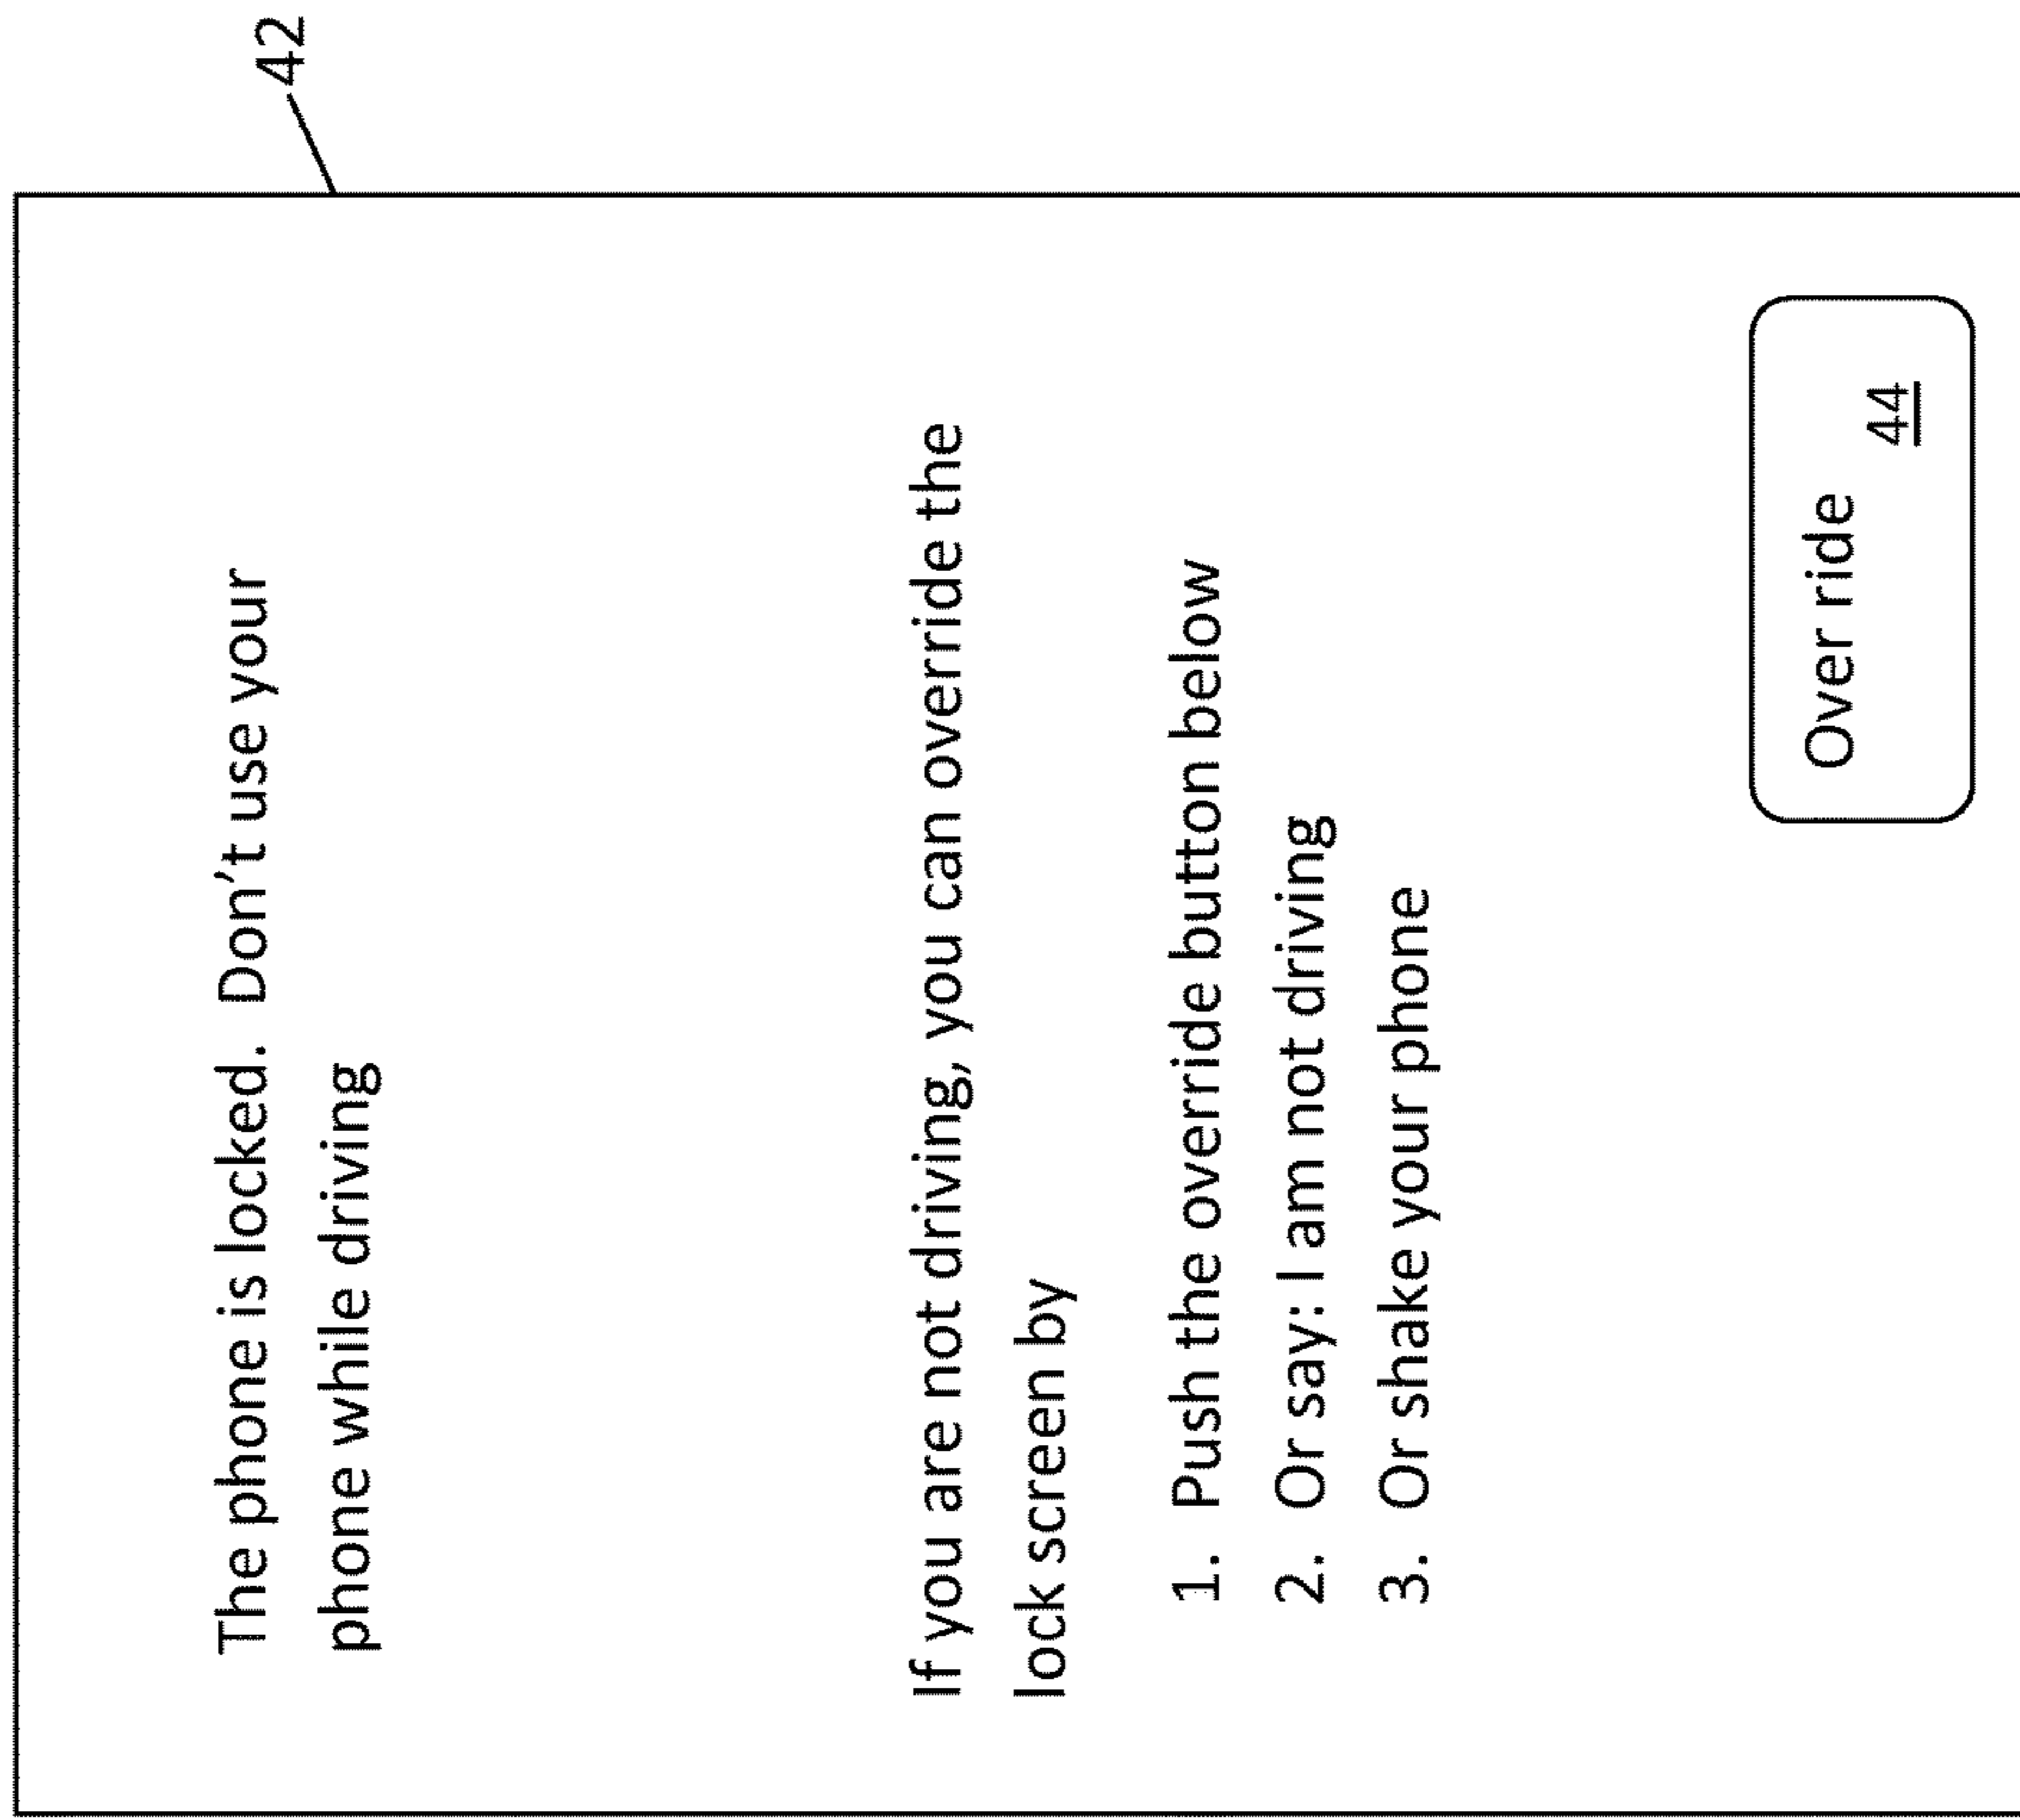 42
The phone is locked. Don't use your
phone while driving
If you are not driving, you can override the
lock screen by
1. Push the override button below
2. Or say: I am not driving
3. Or shake your phone
Over ride
44